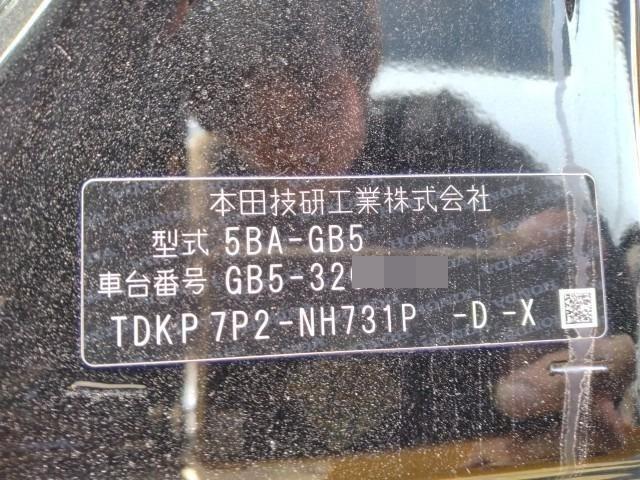 本田技研工業株式会社
型式 5BA-GB5
車台番号 GB5-32
TDKP 7P2-NH731P -D -X